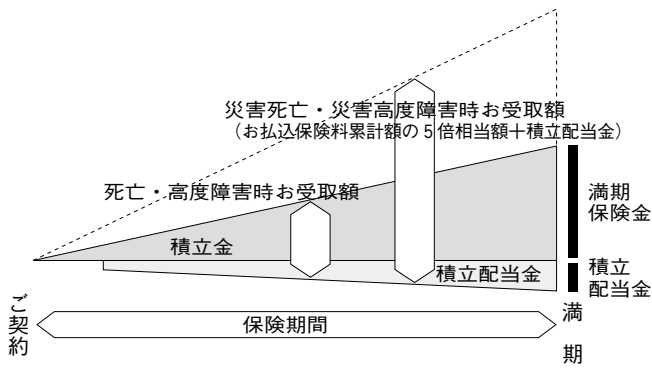 災害死亡・災害高度障害時お受取額
（お払込保険料累計額の５倍相当額＋積立配当金）
死亡・高度障害時お受取額
満期
保険金
積立金
積立配当金
積立
配当金
ご契約
保険期間
満期